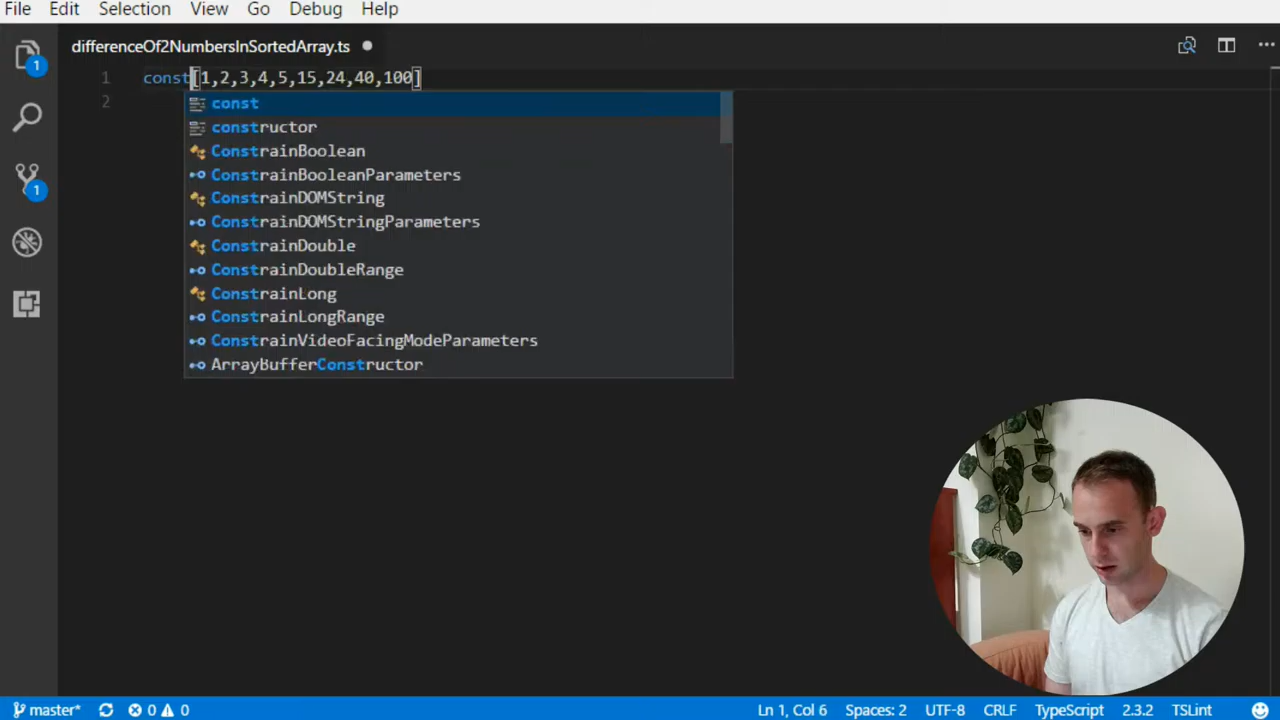 File Edit Selection View Go Debug Help
differenceOf2NumbersInSortedArray.ts
1
1 const[1,2,3,4,5,15,24,40,100]
2
const
constructor
ConstrainBoolean
ConstrainBooleanParameters
ConstrainDOMString
ConstrainDOMStringParameters
ConstrainDouble
ConstrainDoubleRange
ConstrainLong
ConstrainLongRange
ConstrainVideoFacingModeParameters
ArrayBufferConstructor
1
master* 0 0 Ln 1, Col 6 Spaces: 2 UTF-8 CRLF TypeScript 2.3.2 TSLint